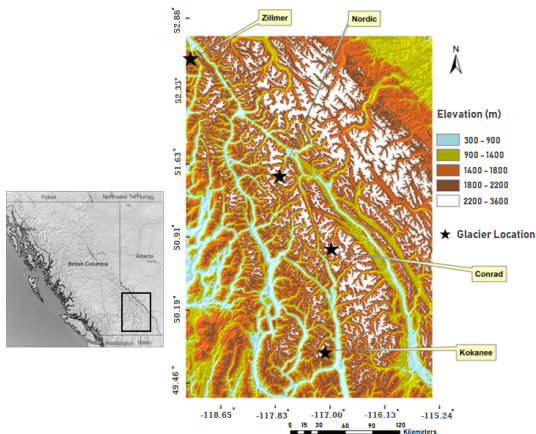 Zillmer
Nordic
52.88°
52.33°
51.63°
50.91°
50.19°
49.46°
N
Elevation (m)
300 - 900
900 - 1400
1400 - 1800
1800 - 2200
2200 - 3600
Glacier Location
Conrad
Kokanee
-118.65°
-117.83°
-117.00°
-116.13°
-115.24°
0 15 30 60 90 120
Kilometers
Yukon
Northwest Territories
Alaska
British Columbia
Alberta
Washington
Idaho